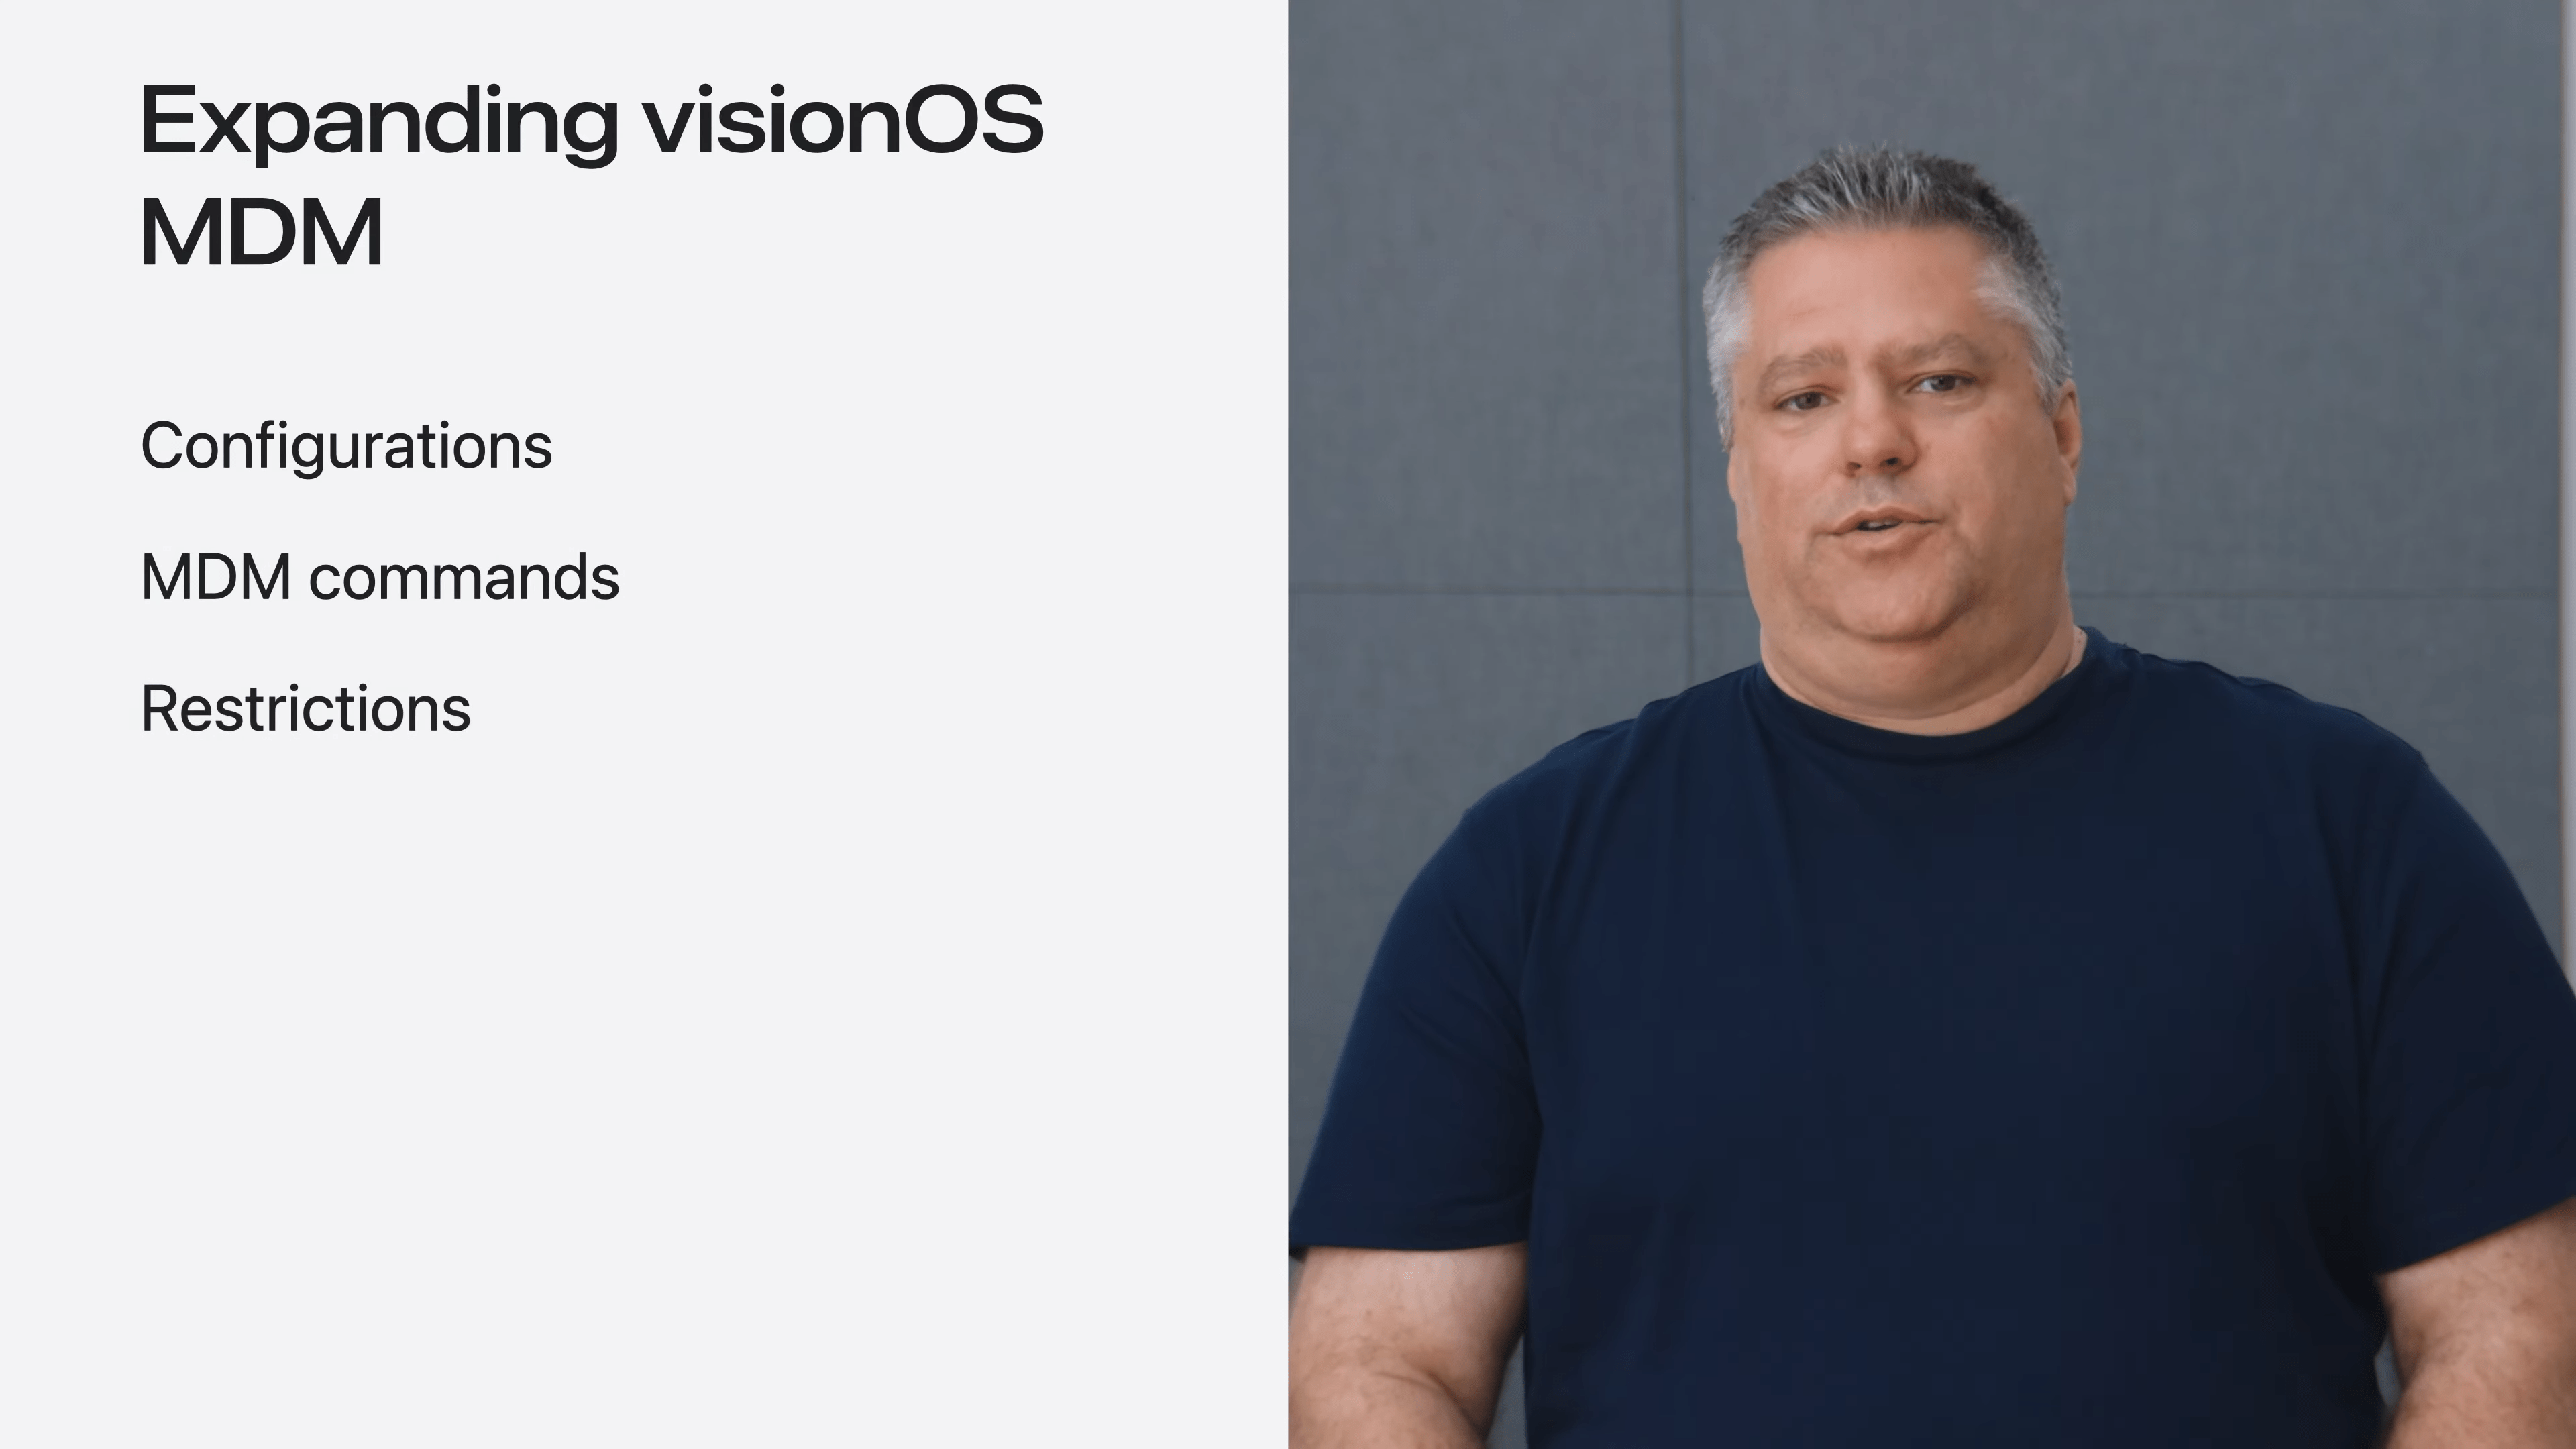 Expanding visionOS
MDM
Configurations
MDM commands
Restrictions